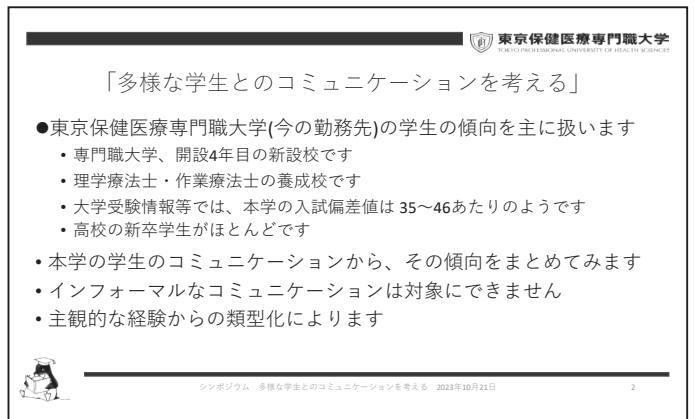 東京保健医療専門職大学
TOKYO PROFESSIONAL UNIVERSITY OF HEALTH SCIENCES
「多様な学生とのコミュニケーションを考える」
●東京保健医療専門職大学(今の勤務先)の学生の傾向を主に扱います
• 専門職大学、開設4年目の新設校です
• 理学療法士・作業療法士の養成校です
• 大学受験情報等では、本学の入試偏差値は 35～46あたりのようです
• 高校の新卒学生がほとんどです
• 本学の学生のコミュニケーションから、その傾向をまとめてみます
• インフォーマルなコミュニケーションは対象にできません
• 主観的な経験からの類型化によります
シンポジウム 多様な学生とのコミュニケーションを考える 2023年10月21日
2